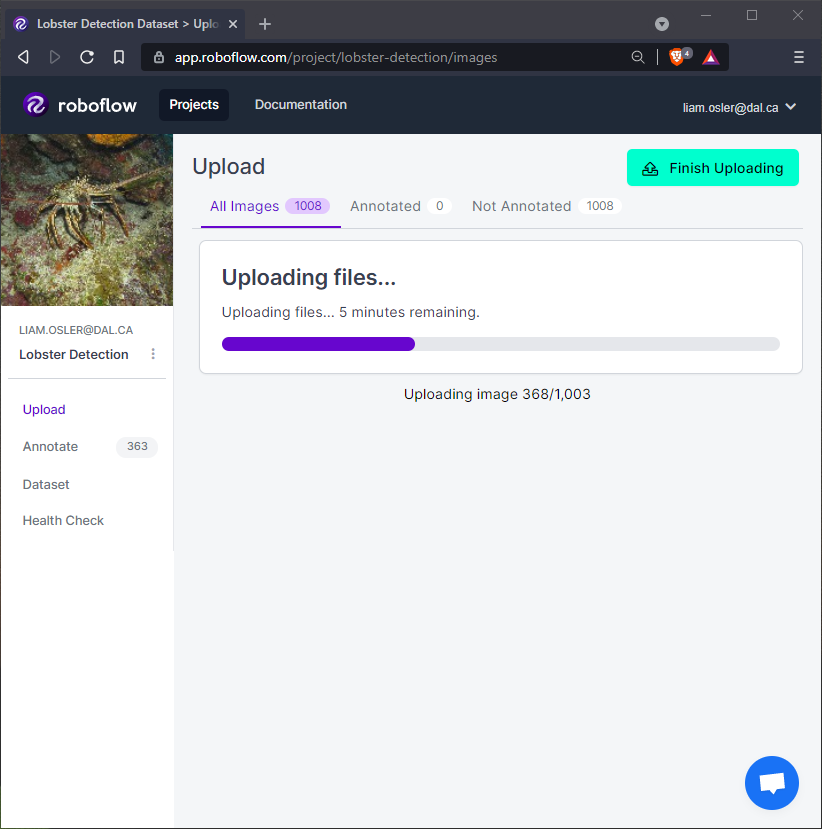 Lobster Detection Dataset > Uplo
app.roboflow.com/project/lobster-detection/images
4
roboflow
Projects
Documentation
liam.osler@dal.ca
Upload
Finish Uploading
All Images 1008
Annotated 0
Not Annotated 1008
Uploading files...
Uploading files... 5 minutes remaining.
Uploading image 368/1,003
LIAM.OSLER@DAL.CA
Lobster Detection
Upload
Annotate 363
Dataset
Health Check